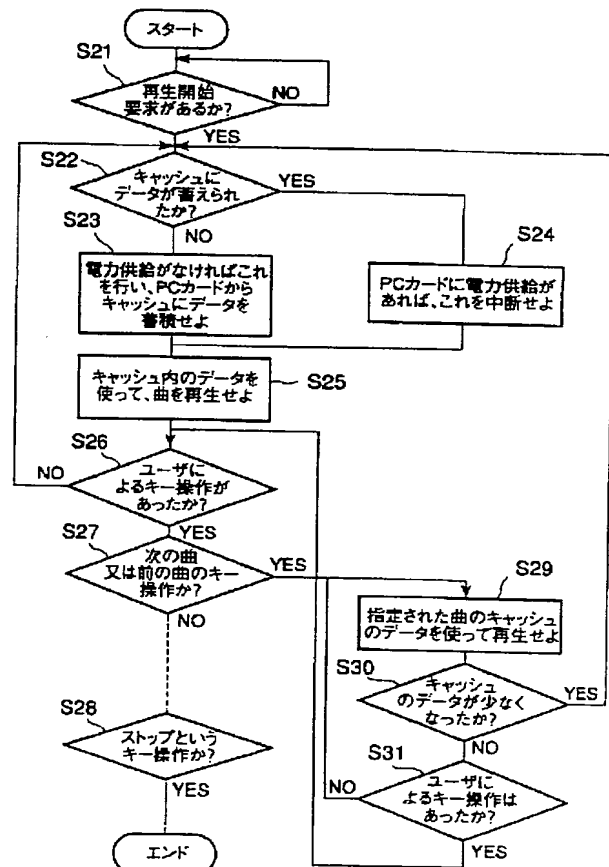 スタート
S21
再生開始
要求があるか?
NO
YES
S22
キャッシュに
データが蓄えられ
たか?
YES
NO
S23
電力供給がなければこれ
を行い、PCカードから
キャッシュにデータを
蓄積せよ
S24
PCカードに電力供給が
あれば、これを中断せよ
キャッシュ内のデータを
使って、曲を再生せよ
S25
S26
ユーザに
よるキー操作が
あったか?
NO
YES
S27
次の曲
又は前の曲のキー
操作か?
YES
NO
S29
指定された曲のキャッシュ
のデータを使って再生せよ
S30
キャッシュ
のデータが少なく
なったか?
YES
NO
S28
ストップという
キー操作か?
YES
S31
ユーザに
よるキー操作は
あったか?
NO
YES
エンド